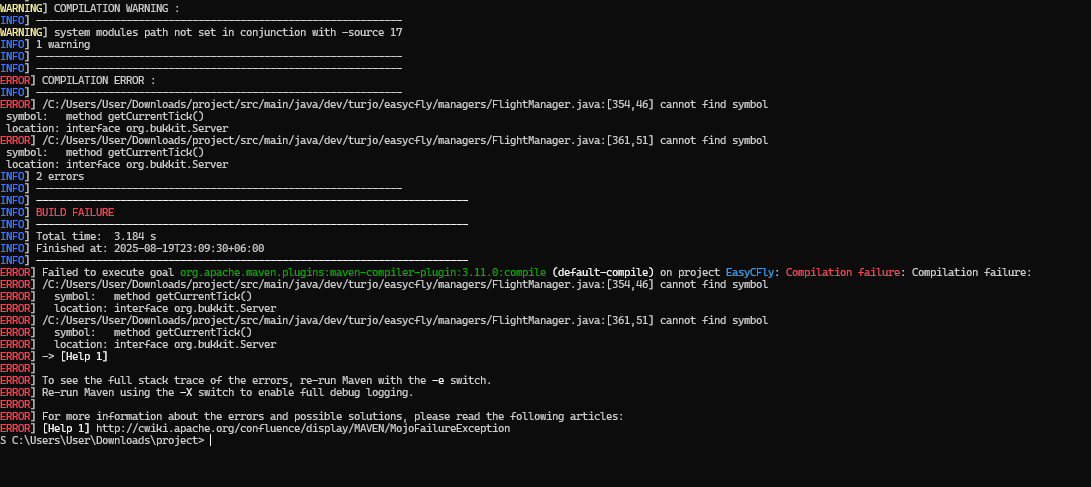 WARNING] COMPILATION WARNING :
INFO] -------------------------------------------------------------
WARNING] system modules path not set in conjunction with -source 17
INFO] 1 warning
INFO] -------------------------------------------------------------
INFO] -------------------------------------------------------------
ERROR] COMPILATION ERROR :
INFO] -------------------------------------------------------------
ERROR] /C:/Users/User/Downloads/project/src/main/java/dev/turjo/easycfly/managers/FlightManager.java:[354,46] cannot find symbol
symbol:   method getCurrentTick()
location: interface org.bukkit.Server
ERROR] /C:/Users/User/Downloads/project/src/main/java/dev/turjo/easycfly/managers/FlightManager.java:[361,51] cannot find symbol
symbol:   method getCurrentTick()
location: interface org.bukkit.Server
INFO] 2 errors
INFO] -------------------------------------------------------------
INFO] ------------------------------------------------------------------------
INFO] BUILD FAILURE
INFO] ------------------------------------------------------------------------
INFO] Total time:  3.184 s
INFO] Finished at: 2025-08-19T23:09:30+06:00
INFO] ------------------------------------------------------------------------
ERROR] Failed to execute goal org.apache.maven.plugins:maven-compiler-plugin:3.11.0:compile (default-compile) on project EasyCFly: Compilation failure: Compilation failure:
ERROR] /C:/Users/User/Downloads/project/src/main/java/dev/turjo/easycfly/managers/FlightManager.java:[354,46] cannot find symbol
ERROR]   symbol:   method getCurrentTick()
ERROR]   location: interface org.bukkit.Server
ERROR] /C:/Users/User/Downloads/project/src/main/java/dev/turjo/easycfly/managers/FlightManager.java:[361,51] cannot find symbol
ERROR]   symbol:   method getCurrentTick()
ERROR]   location: interface org.bukkit.Server
ERROR] -> [Help 1]
ERROR]
ERROR] To see the full stack trace of the errors, re-run Maven with the -e switch.
ERROR] Re-run Maven using the -X switch to enable full debug logging.
ERROR]
ERROR] For more information about the errors and possible solutions, please read the following articles:
ERROR] [Help 1] http://cwiki.apache.org/confluence/display/MAVEN/MojoFailureException
S C:\Users\User\Downloads\project>